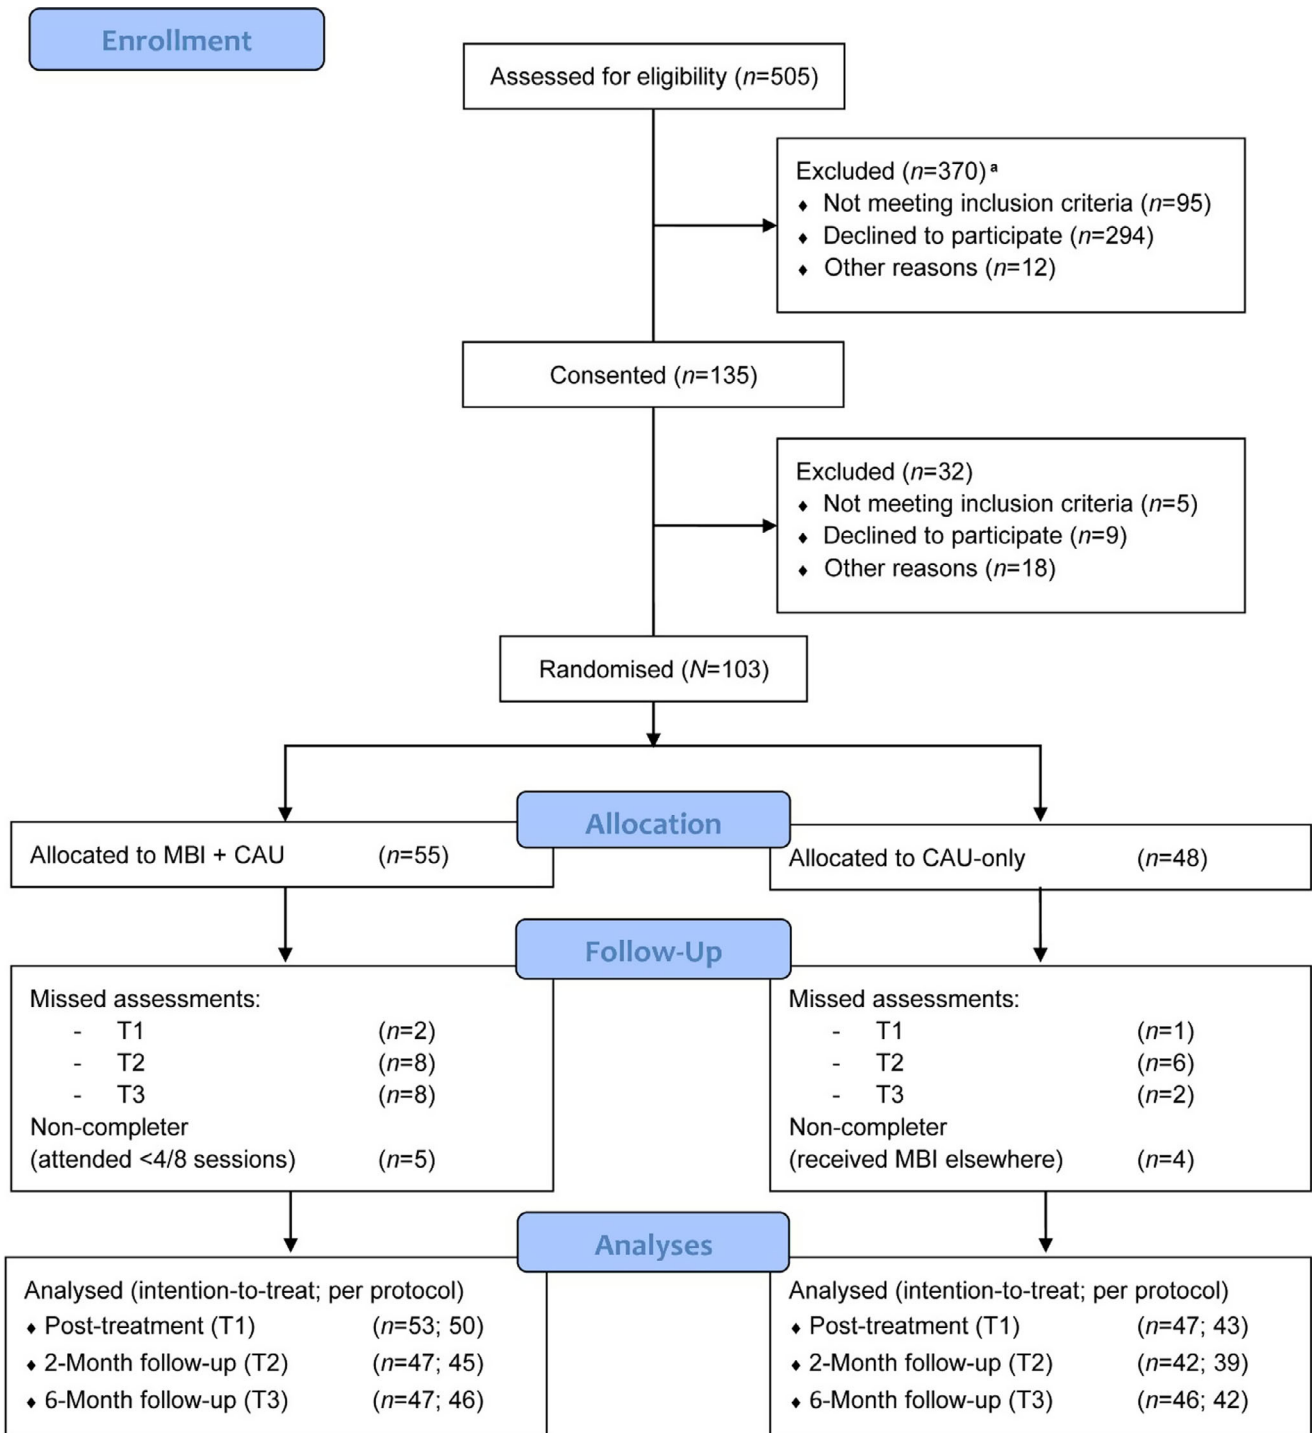 Enrollment
Assessed for eligibility (n=505)
Excluded (n=370) a
♦ Not meeting inclusion criteria (n=95)
♦ Declined to participate (n=294)
♦ Other reasons (n=12)
Consented (n=135)
Excluded (n=32)
♦ Not meeting inclusion criteria (n=5)
♦ Declined to participate (n=9)
♦ Other reasons (n=18)
Randomised (N=103)
Allocation
Allocated to MBI + CAU (n=55)
Allocated to CAU-only (n=48)
Follow-Up
Missed assessments:
- T1 (n=2)
- T2 (n=8)
- T3 (n=8)
Non-completer
(attended <4/8 sessions) (n=5)
Missed assessments:
- T1 (n=1)
- T2 (n=6)
- T3 (n=2)
Non-completer
(received MBI elsewhere) (n=4)
Analyses
Analysed (intention-to-treat; per protocol)
♦ Post-treatment (T1) (n=53; 50)
♦ 2-Month follow-up (T2) (n=47; 45)
♦ 6-Month follow-up (T3) (n=47; 46)
Analysed (intention-to-treat; per protocol)
♦ Post-treatment (T1) (n=47; 43)
♦ 2-Month follow-up (T2) (n=42; 39)
♦ 6-Month follow-up (T3) (n=46; 42)